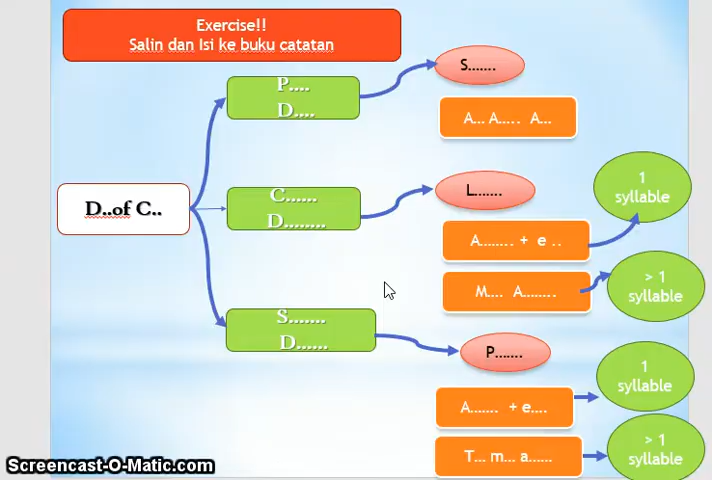 Exercise!!
Salin dan Isi ke buku catatan
S.......
P....
D....
A... A..... A...
1
syllable
C......
D........
L.......
D..of C..
A........ + e ..
M.... A........
> 1
syllable
S.......
D......
P.......
1
syllable
A....... + e....
T... m... a......
> 1
syllable
Screencast-O-Matic.com